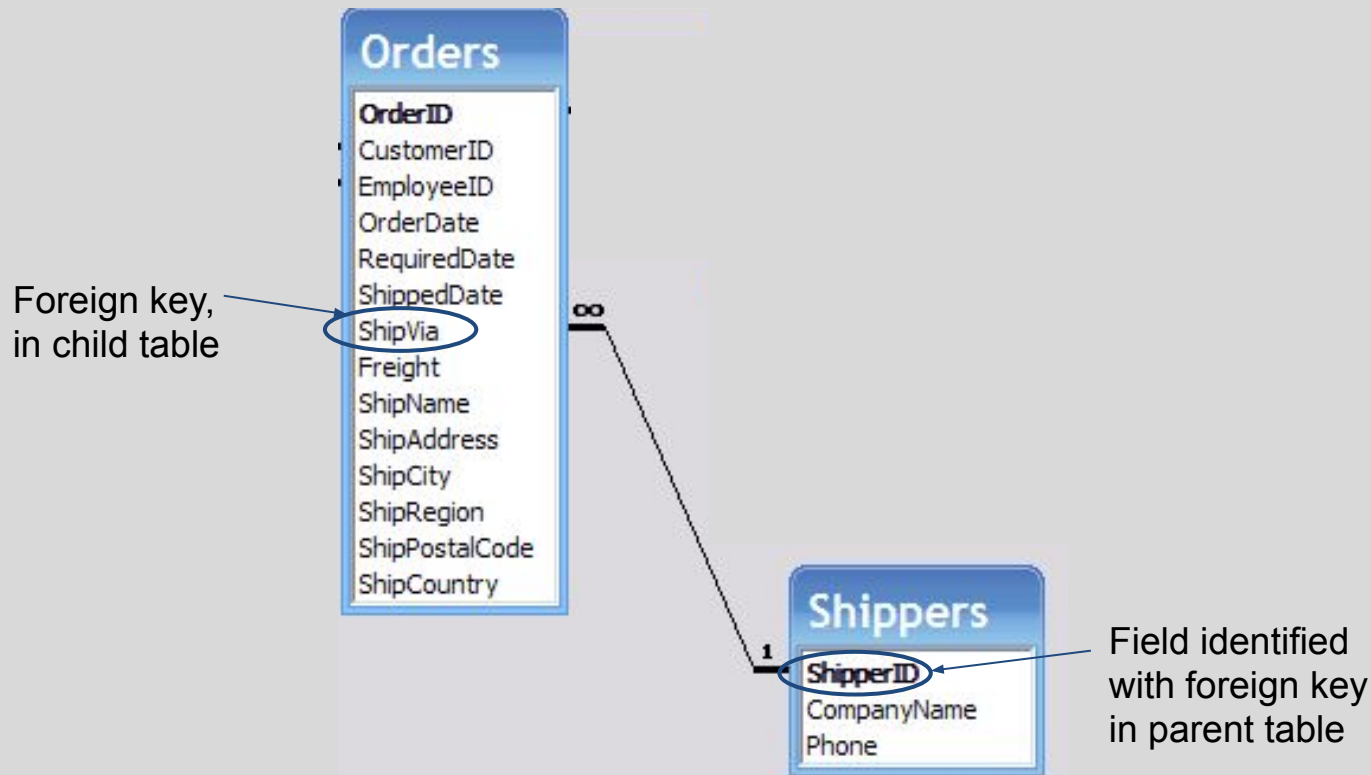 Orders
OrderID
CustomerID
EmployeeID
OrderDate
RequiredDate
ShippedDate
ShipVia
Freight
ShipName
ShipAddress
ShipCity
ShipRegion
ShipPostalCode
ShipCountry
Foreign key,
in child table
∞
1
Shippers
ShipperID
CompanyName
Phone
Field identified
with foreign key
in parent table